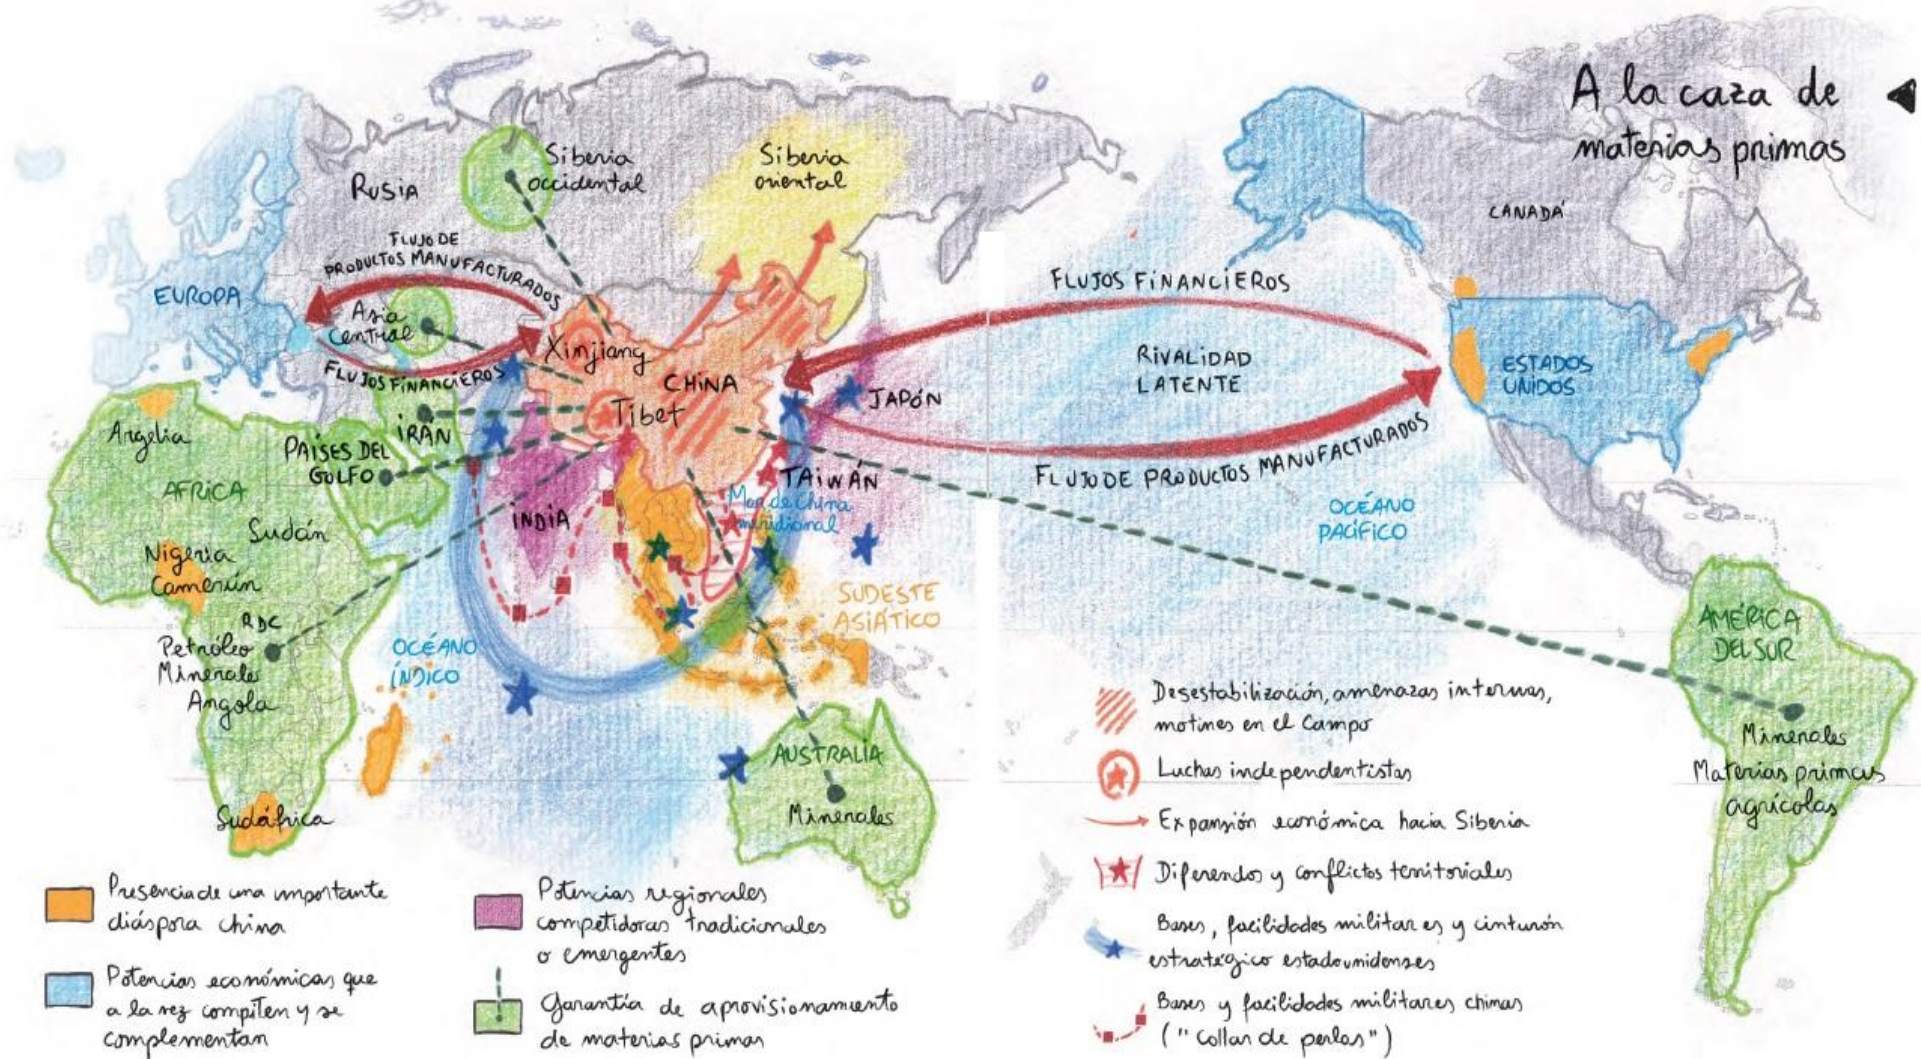 A la caza de
materias primas
Siberia
occidental
Siberia
oriental
RUSIA
CANADÁ
FLUJO DE
PRODUCTOS MANUFACTURADOS
EUROPA
Asia
Central
FLUJOS FINANCIEROS
Xinjiang
CHINA
Tibet
FLUJOS FINANCIEROS
RIVALIDAD
LATENTE
JAPÓN
ESTADOS
UNIDOS
FLUJO DE PRODUCTOS MANUFACTURADOS
Argelia
IRÁN
PAÍSES DEL
GOLFO
ÁFRICA
Sudán
INDIA
TAIWÁN
Mar de China
meridional
OCÉANO
PACÍFICO
Nigeria
Camerún
RDC
Petróleo
Minerales
Angola
OCÉANO
ÍNDICO
SUDESTE
ASIÁTICO
AMÉRICA
DEL SUR
Minerales
Materias primas
agrícolas
Sudáfrica
AUSTRALIA
Minerales
Presencia de una importante
diáspora china
Potencias económicas que
a la vez compiten y se
complementan
Potencias regionales
competidoras tradicionales
o emergentes
Garantía de aprovisionamiento
de materias primas
Desestabilización, amenazas internas,
motines en el Campo
Luchas independentistas
Expansión económica hacia Siberia
Diferendos y conflictos territoriales
Bases, facilidades militares y cinturón
estratégico estadounidenses
Bases y facilidades militares chinas
("collar de perlas")